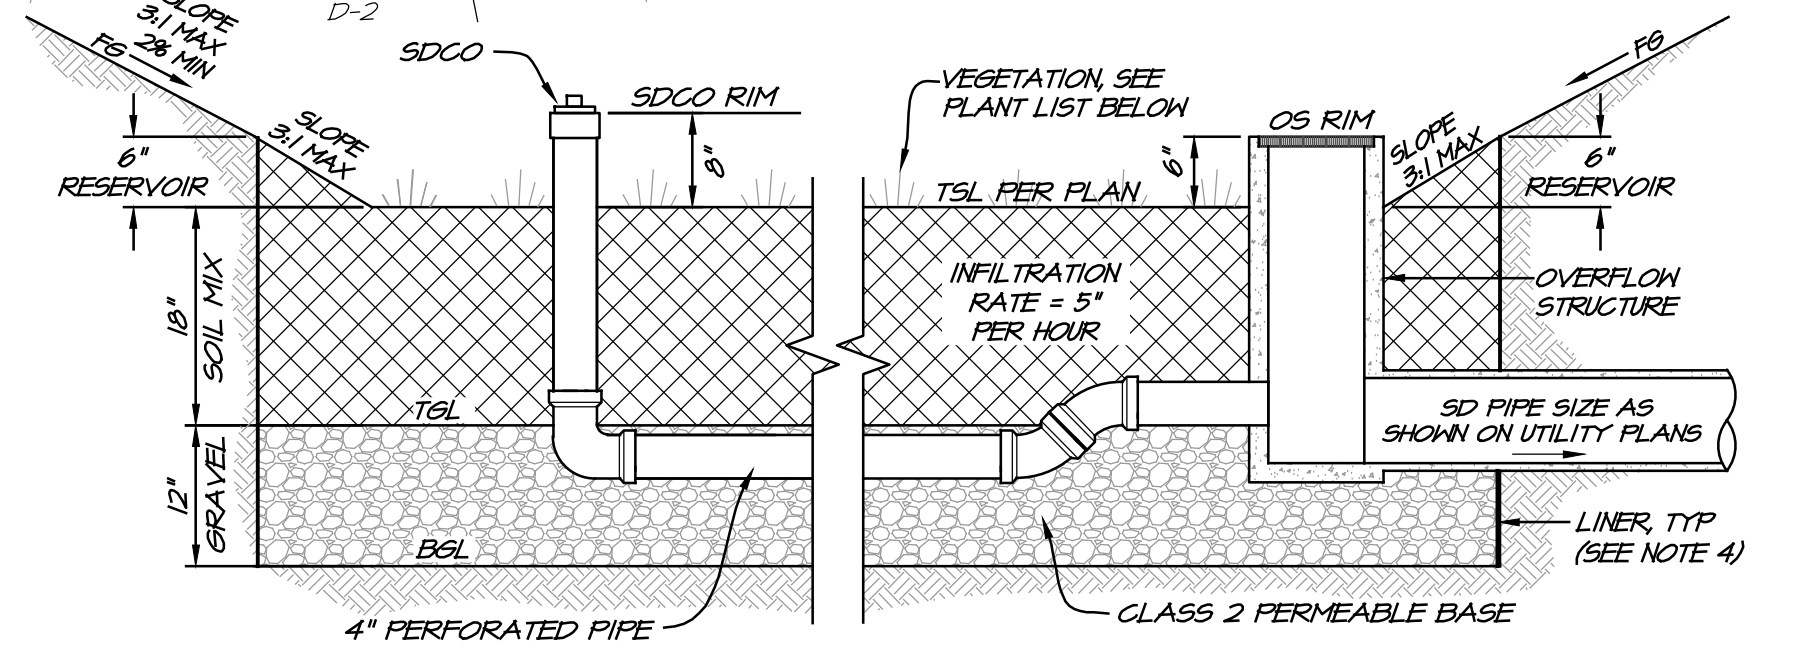 SLOPE
3:1 MAX
2% MIN
FG
D-2
SDCO
SDCO RIM
8"
VEGETATION, SEE
PLANT LIST BELOW
OS RIM
FG
6"
RESERVOIR
SLOPE
3:1 MAX
6"
TSL PER PLAN
SLOPE
3:1 MAX
6"
RESERVOIR
18"
SOIL MIX
INFILTRATION
RATE = 5"
PER HOUR
OVERFLOW
STRUCTURE
TGL
SD PIPE SIZE AS
SHOWN ON UTILITY PLANS
12"
GRAVEL
BGL
LINER, TYP
(SEE NOTE 4)
4" PERFORATED PIPE
CLASS 2 PERMEABLE BASE